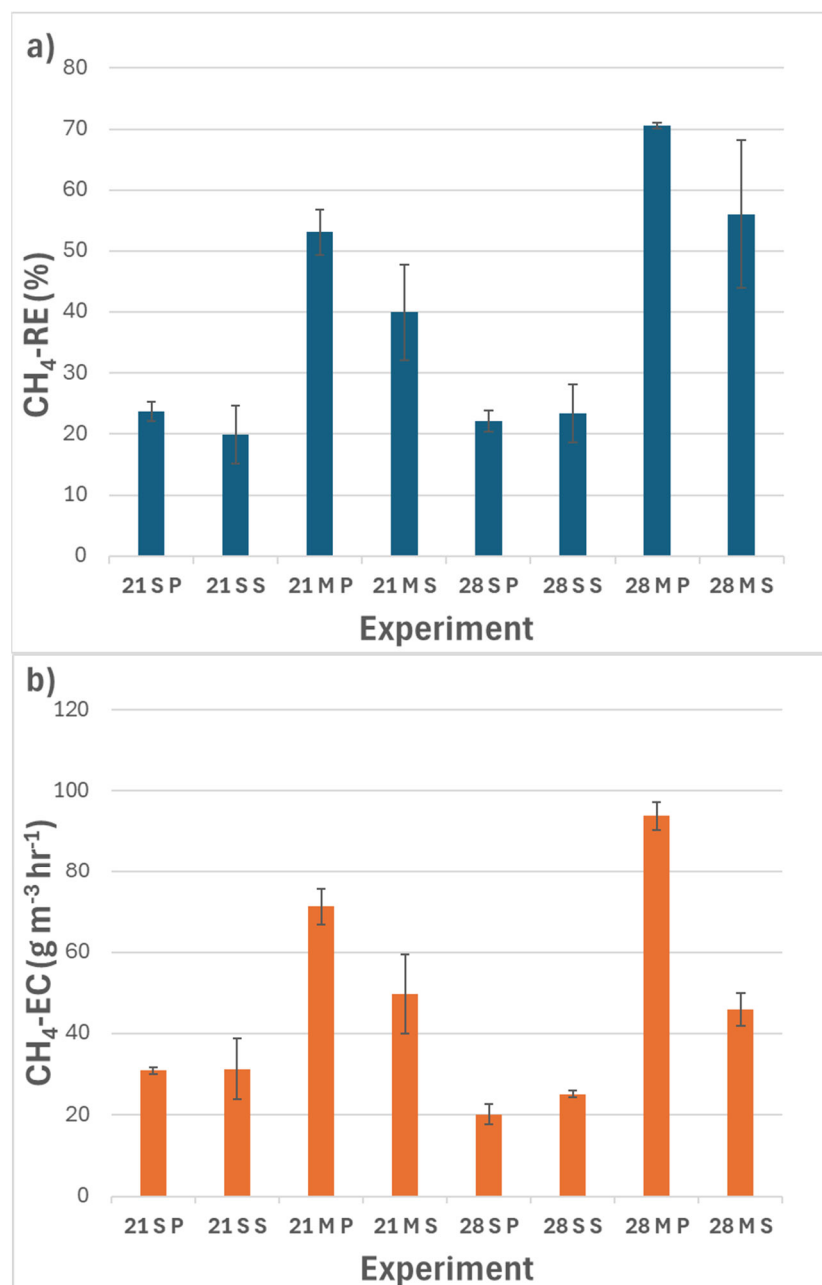 a)
80
70
60
50
40
30
20
10
0
CH₄-RE (%)
21 S P 21 S S 21 M P 21 M S 28 S P 28 S S 28 M P 28 M S
Experiment
b)
120
100
80
60
40
20
0
CH₄-EC (g m⁻³ hr⁻¹)
21 S P 21 S S 21 M P 21 M S 28 S P 28 S S 28 M P 28 M S
Experiment